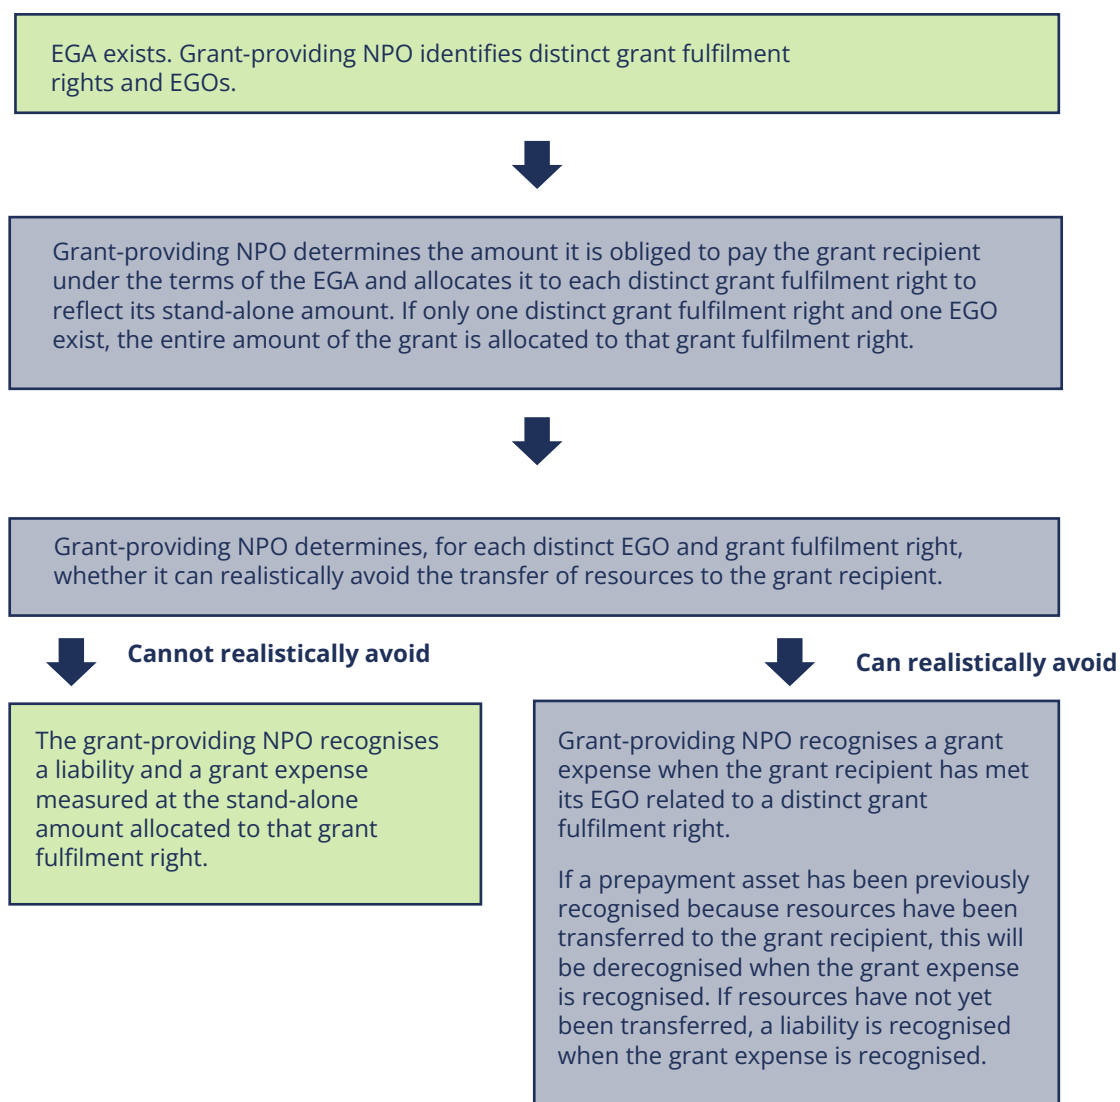 EGA exists. Grant-providing NPO identifies distinct grant fulfilment
rights and EGOs.
Grant-providing NPO determines the amount it is obliged to pay the grant recipient
under the terms of the EGA and allocates it to each distinct grant fulfilment right to
reflect its stand-alone amount. If only one distinct grant fulfilment right and one EGO
exist, the entire amount of the grant is allocated to that grant fulfilment right.
Grant-providing NPO determines, for each distinct EGO and grant fulfilment right,
whether it can realistically avoid the transfer of resources to the grant recipient.
Cannot realistically avoid
The grant-providing NPO recognises
a liability and a grant expense
measured at the stand-alone
amount allocated to that grant
fulfilment right.
Can realistically avoid
Grant-providing NPO recognises a grant
expense when the grant recipient has met
its EGO related to a distinct grant
fulfilment right.
If a prepayment asset has been previously
recognised because resources have been
transferred to the grant recipient, this will
be derecognised when the grant expense
is recognised. If resources have not yet
been transferred, a liability is recognised
when the grant expense is recognised.